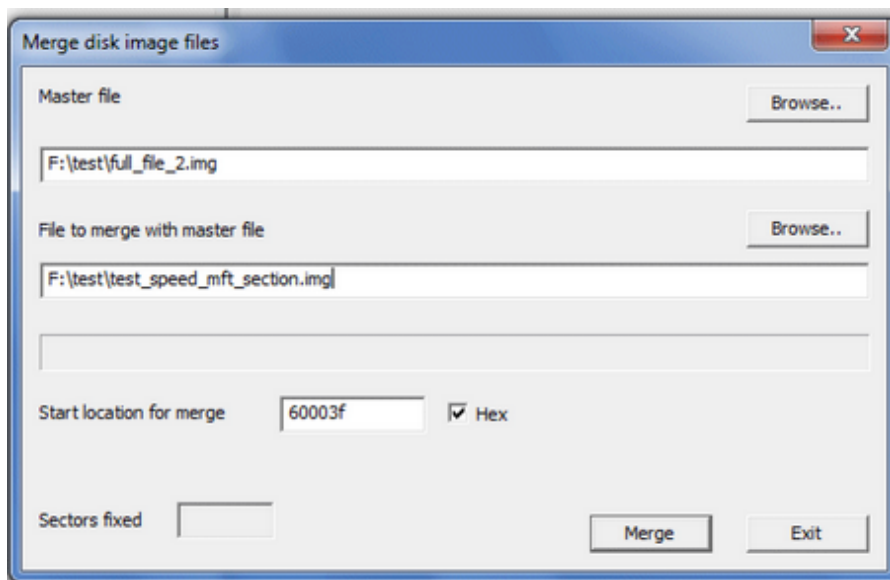 Merge disk image files
Master file
Browse..
F:\test\full_file_2.img
File to merge with master file
Browse..
F:\test\test_speed_mft_section.img
Start location for merge
60003f
Hex
Sectors fixed
Merge
Exit